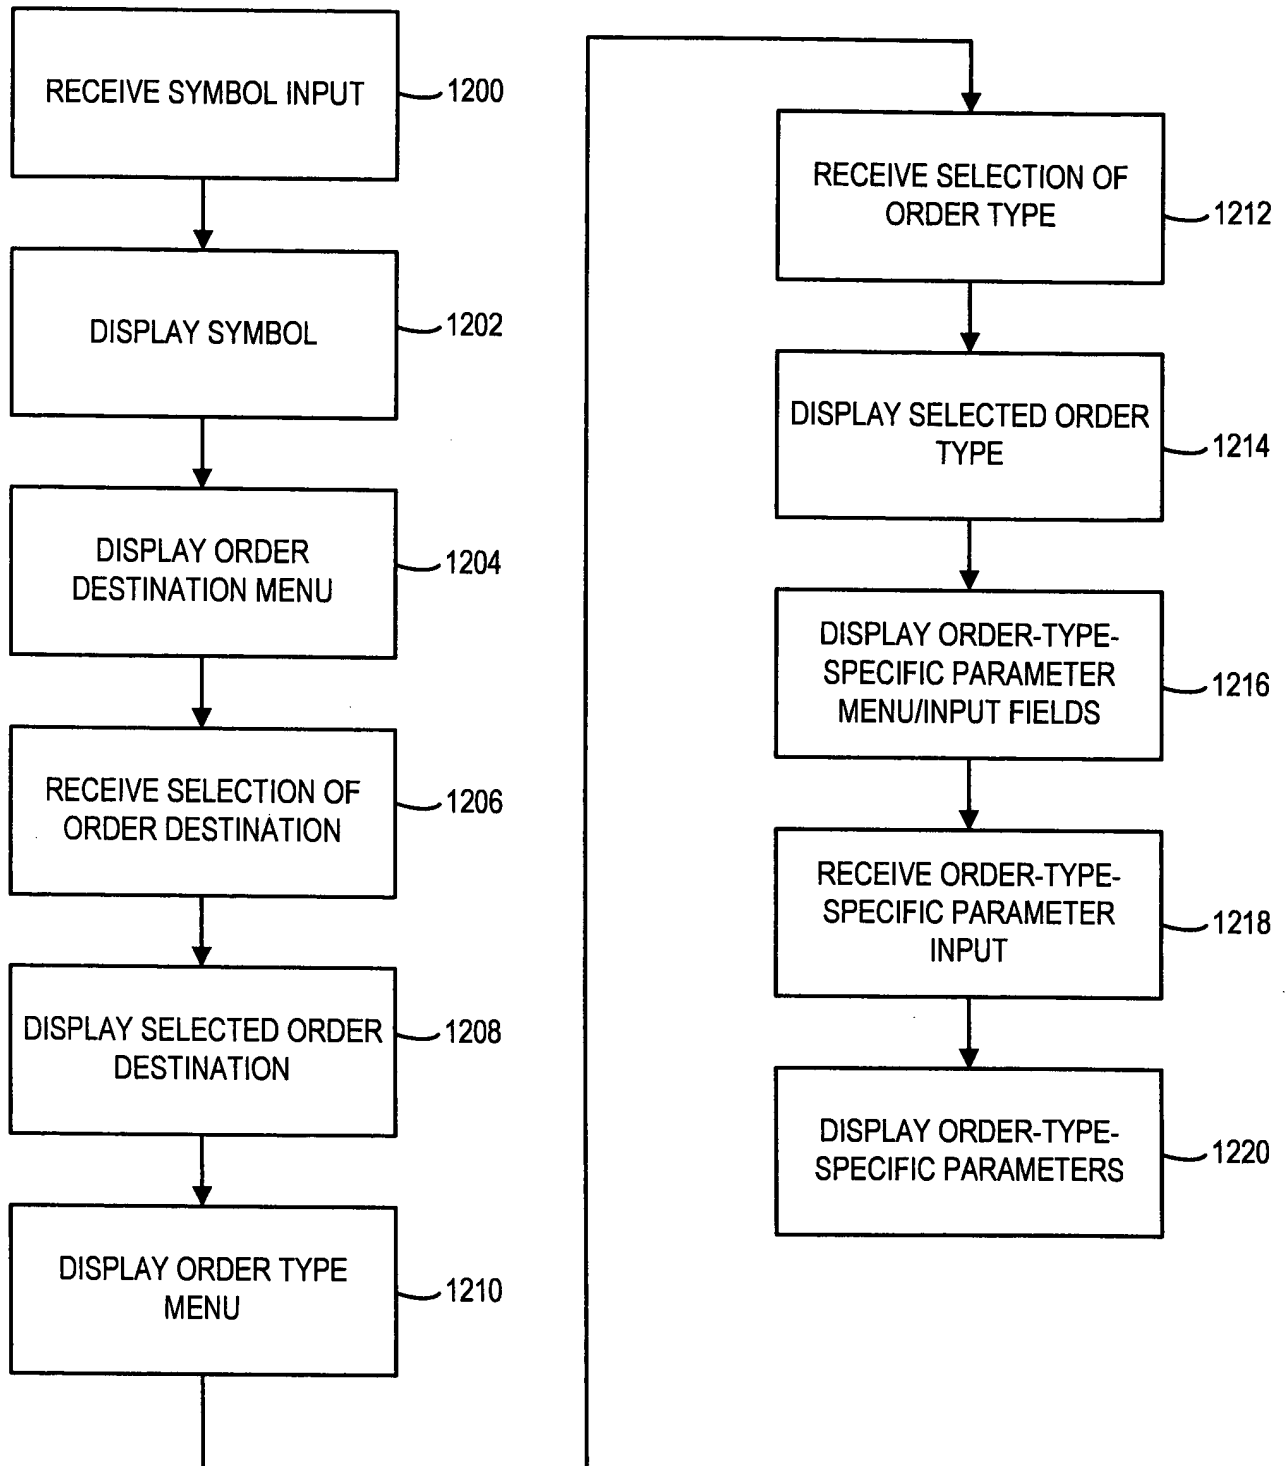 RECEIVE SYMBOL INPUT
1200
DISPLAY SYMBOL
1202
DISPLAY ORDER
DESTINATION MENU
1204
RECEIVE SELECTION OF
ORDER DESTINATION
1206
DISPLAY SELECTED ORDER
DESTINATION
1208
DISPLAY ORDER TYPE
MENU
1210
RECEIVE SELECTION OF
ORDER TYPE
1212
DISPLAY SELECTED ORDER
TYPE
1214
DISPLAY ORDER-TYPE-
SPECIFIC PARAMETER
MENU/INPUT FIELDS
1216
RECEIVE ORDER-TYPE-
SPECIFIC PARAMETER
INPUT
1218
DISPLAY ORDER-TYPE-
SPECIFIC PARAMETERS
1220